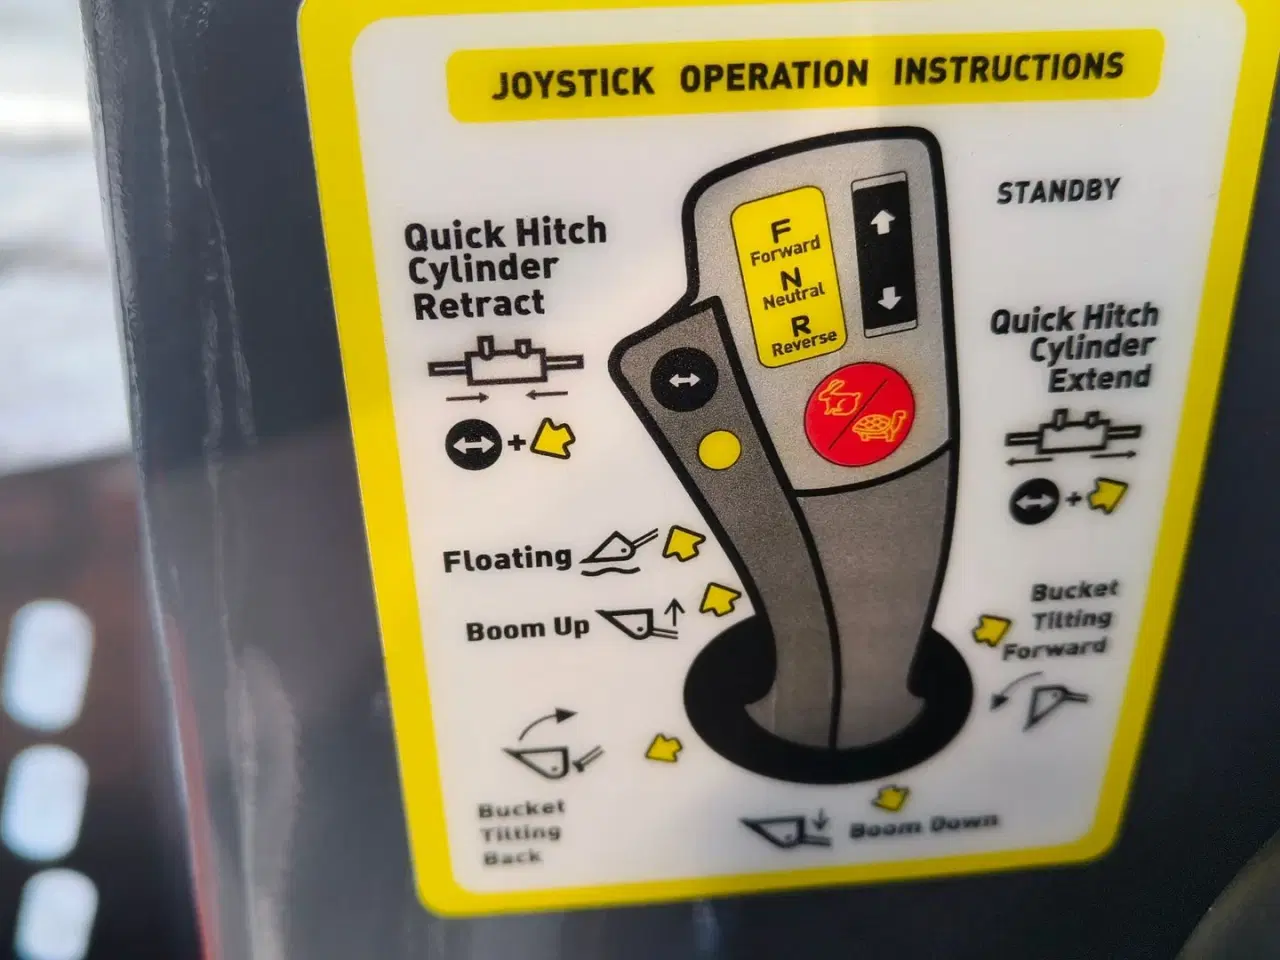 JOYSTICK OPERATION INSTRUCTIONS
STANDBY
Quick Hitch
Cylinder
Retract
F
Forward
N
Neutral
R
Reverse
Quick Hitch
Cylinder
Extend
+
+
Floating
Boom Up
Bucket
Tilting
Forward
Bucket
Tilting
Back
Boom Down